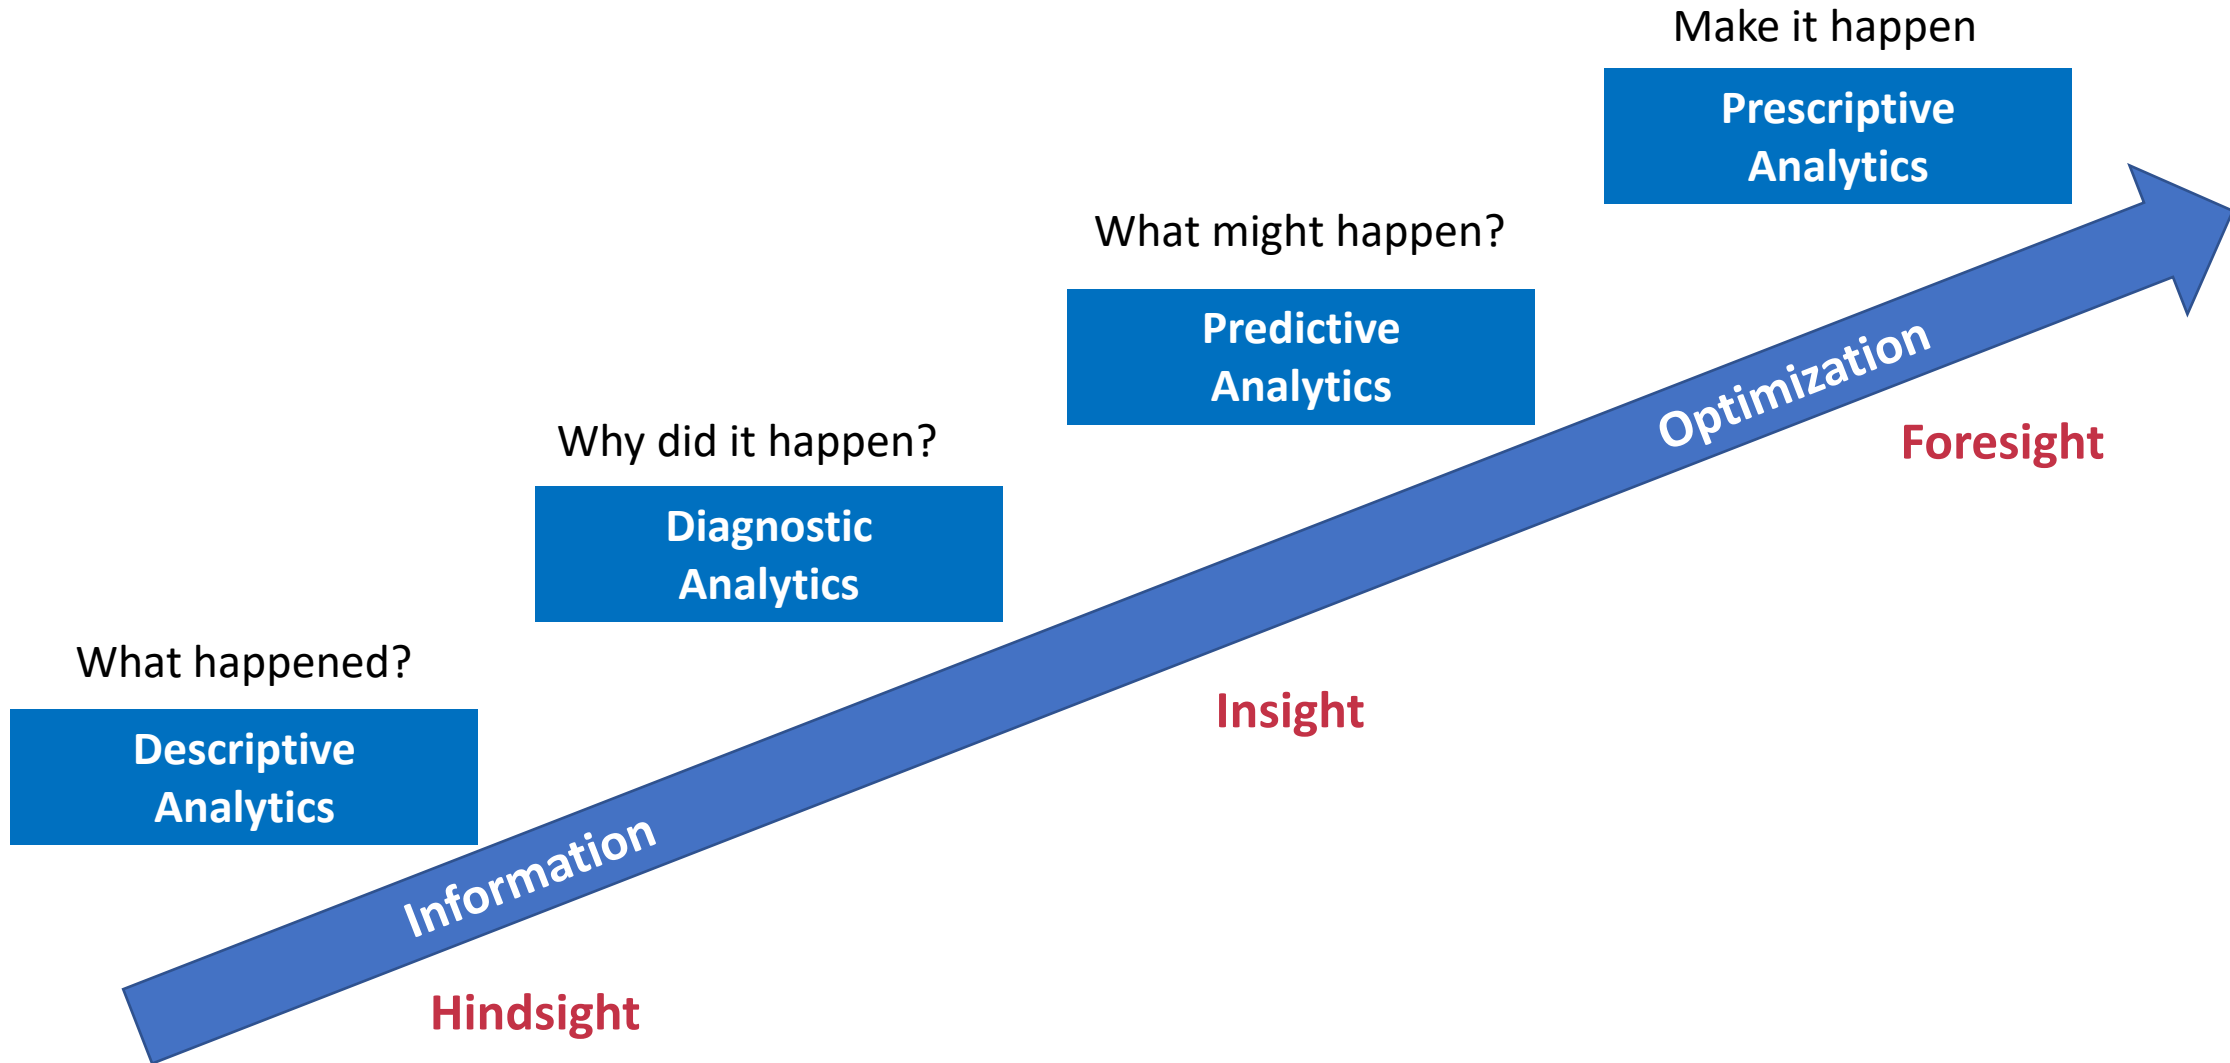 Make it happen
Prescriptive
Analytics
What might happen?
Predictive
Analytics
Why did it happen?
Diagnostic
Analytics
What happened?
Descriptive
Analytics
Information
Optimization
Hindsight
Insight
Foresight